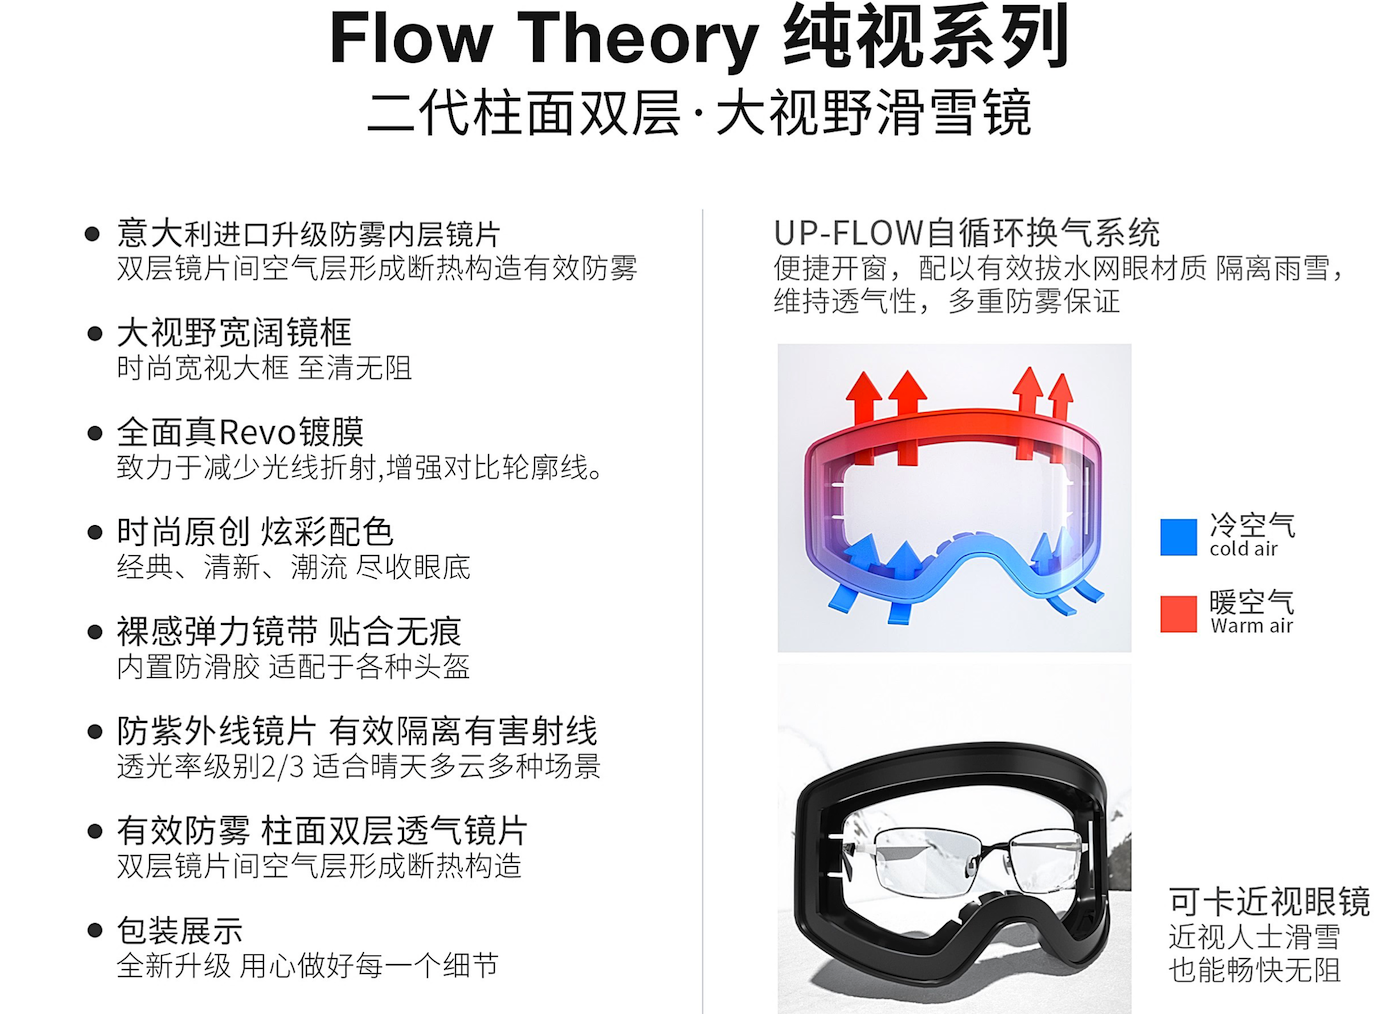 Flow Theory 纯视系列
二代柱面双层·大视野滑雪镜
意大利进口升级防雾内层镜片
双层镜片间空气层形成断热构造有效防雾
大视野宽阔镜框
时尚宽视大框 至清无阻
全面真Revo镀膜
致力于减少光线折射,增强对比轮廓线。
时尚原创 炫彩配色
经典、清新、潮流 尽收眼底
裸感弹力镜带 贴合无痕
内置防滑胶 适配于各种头盔
防紫外线镜片 有效隔离有害射线
透光率级别2/3 适合晴天多云多种场景
有效防雾 柱面双层透气镜片
双层镜片间空气层形成断热构造
包装展示
全新升级 用心做好每一个细节
UP-FLOW自循环换气系统
便捷开窗，配以有效拔水网眼材质 隔离雨雪，
维持透气性，多重防雾保证
冷空气
cold air
暖空气
Warm air
可卡近视眼镜
近视人士滑雪
也能畅快无阻